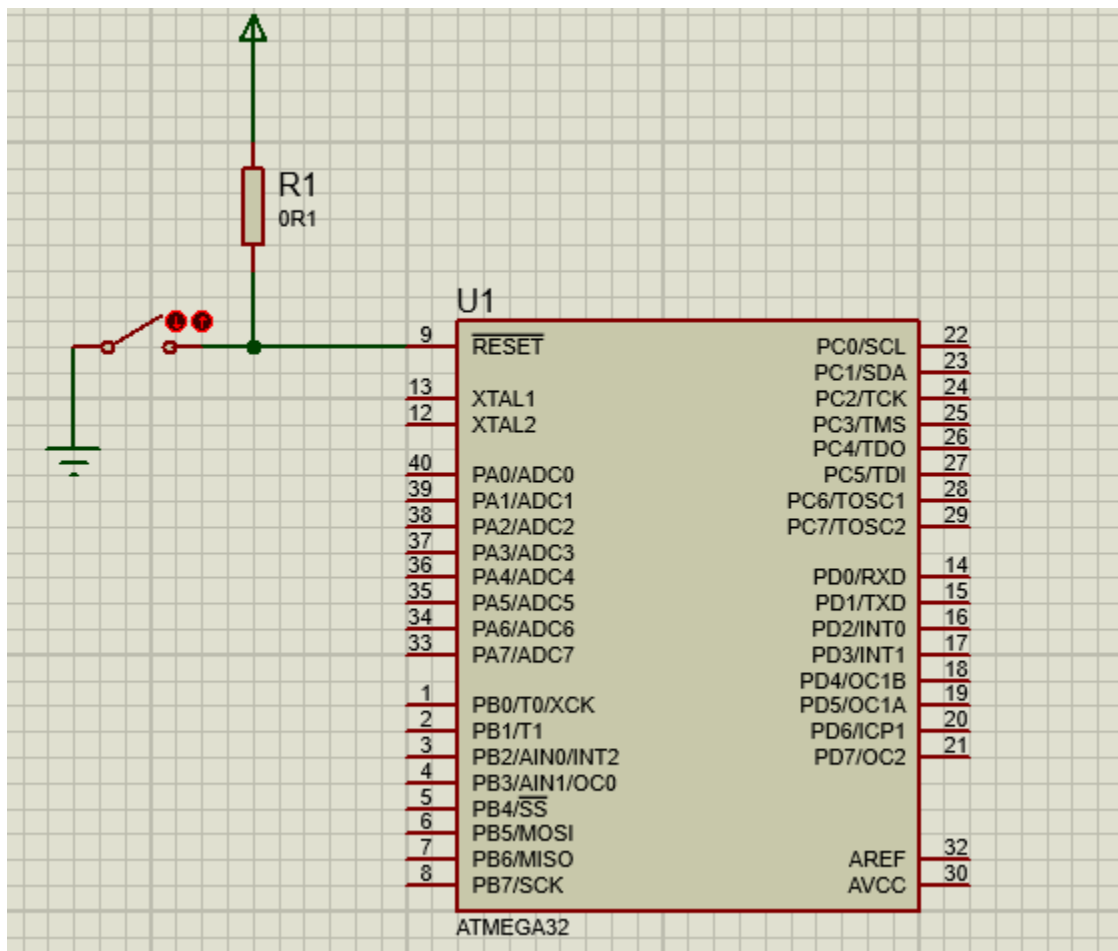 R1
0R1
U1
9 RESET PC0/SCL 22
PC1/SDA 23
13 XTAL1 PC2/TCK 24
12 XTAL2 PC3/TMS 25
PC4/TDO 26
40 PA0/ADC0 PC5/TDI 27
39 PA1/ADC1 PC6/TOSC1 28
38 PA2/ADC2 PC7/TOSC2 29
37 PA3/ADC3
36 PA4/ADC4 PD0/RXD 14
35 PA5/ADC5 PD1/TXD 15
34 PA6/ADC6 PD2/INT0 16
33 PA7/ADC7 PD3/INT1 17
PD4/OC1B 18
1 PB0/T0/XCK PD5/OC1A 19
2 PB1/T1 PD6/ICP1 20
3 PB2/AIN0/INT2 PD7/OC2 21
4 PB3/AIN1/OC0
5 PB4/SS
6 PB5/MOSI
7 PB6/MISO AREF 32
8 PB7/SCK AVCC 30
ATMEGA32